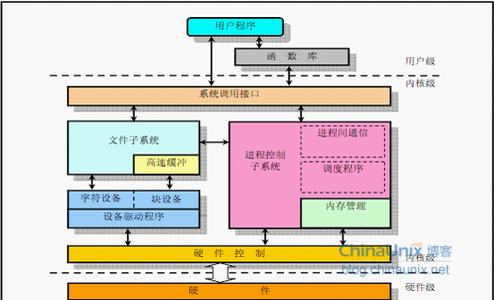 用户程序
函 数 库
用户级
内核级
系统调用接口
文件子系统
高速缓冲
进程控制
子系统
进程间通信
调度程序
内存管理
字符设备
块设备
设备驱动程序
硬 件 控 制
内核级
ChinaUnix 博客
blog.chinaunix.net
硬 件
硬件级